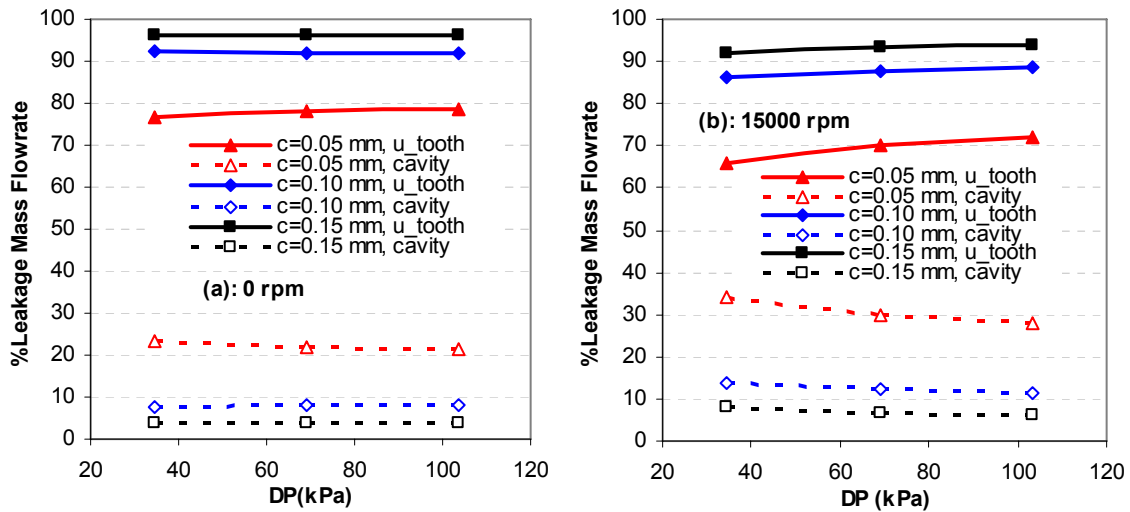 %Leakage Mass Flowrate
100
90
80
70
60
50
40
30
20
10
0
c=0.05 mm, u_tooth
c=0.05 mm, cavity
c=0.10 mm, u_tooth
c=0.10 mm, cavity
c=0.15 mm, u_tooth
c=0.15 mm, cavity
(a): 0 rpm
20 40 60 80 100 120
DP(kPa)
%Leakage Mass Flowrate
100
90
80
70
60
50
40
30
20
10
0
(b): 15000 rpm
c=0.05 mm, u_tooth
c=0.05 mm, cavity
c=0.10 mm, u_tooth
c=0.10 mm, cavity
c=0.15 mm, u_tooth
c=0.15 mm, cavity
20 40 60 80 100 120
DP (kPa)